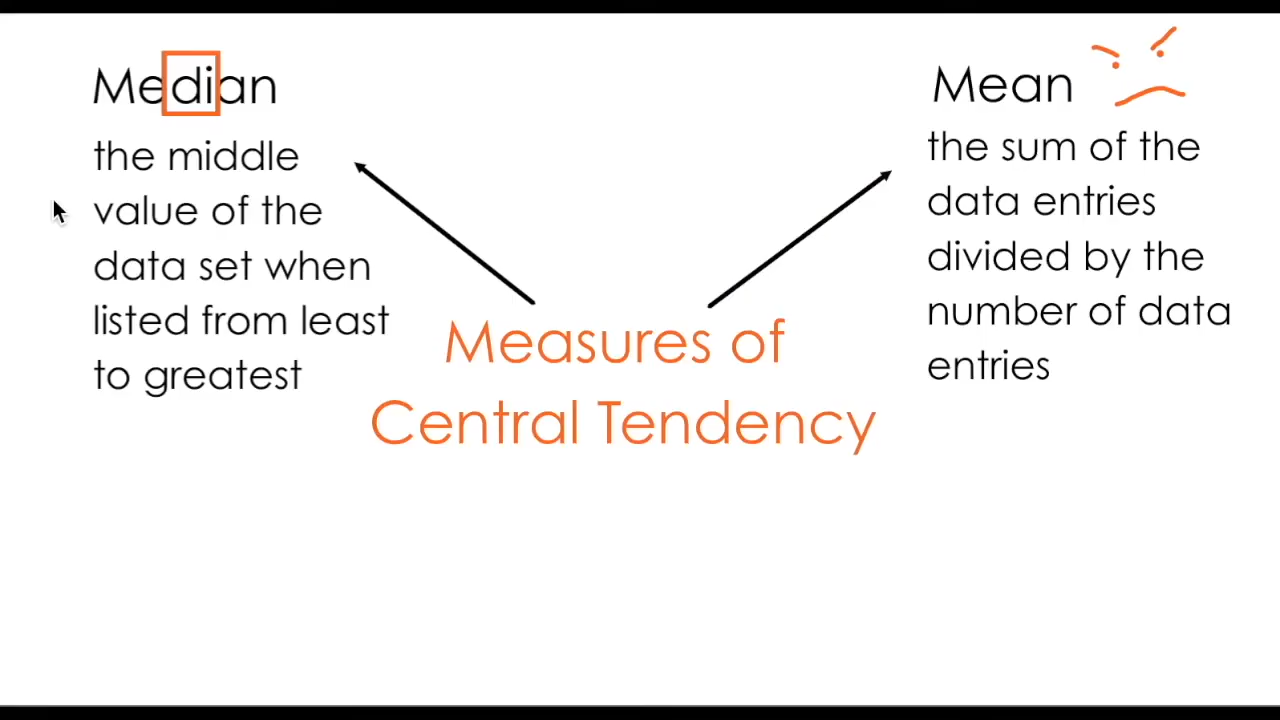 Median
the middle
value of the
data set when
listed from least
to greatest
Mean
the sum of the
data entries
divided by the
number of data
entries
Measures of
Central Tendency